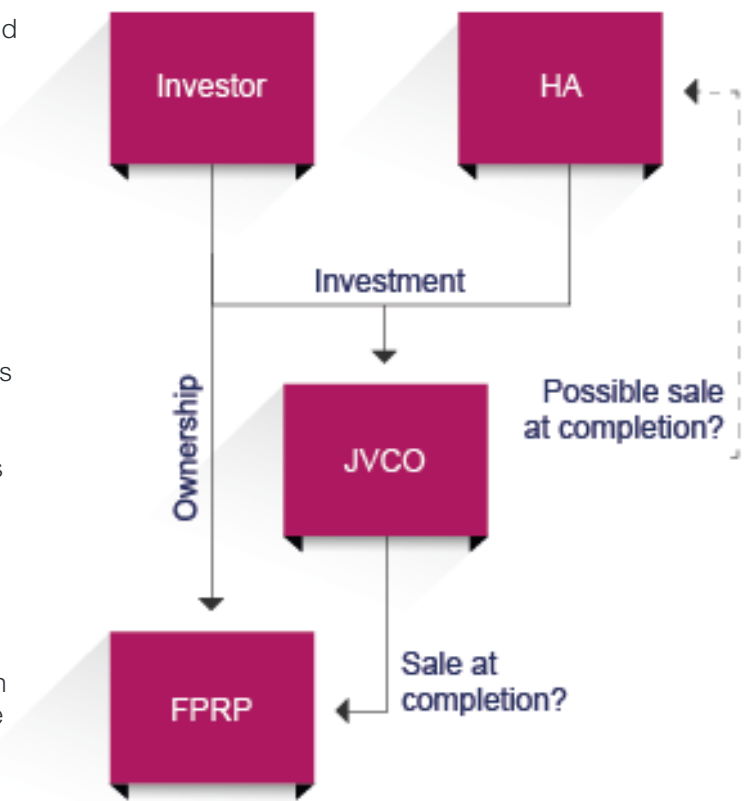 d
Investor
HA
Investment
s
Ownership
Possible sale
at completion?
JVCO
s
Sale at
completion?
n
FPRP
e